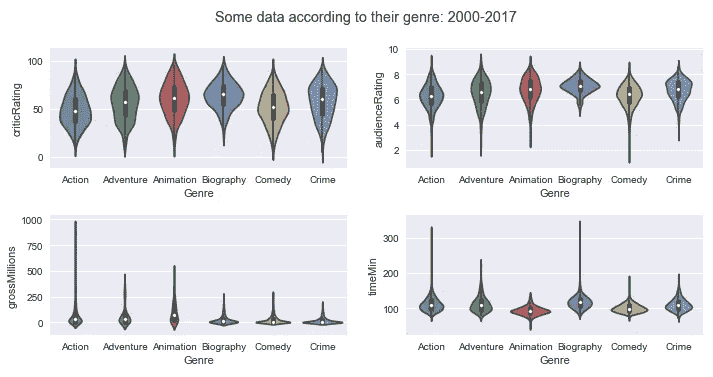 Some data according to their genre: 2000-2017
criticRating
100
50
0
Action Adventure Animation Biography Comedy Crime
Genre
audienceRating
10
8
6
4
2
Action Adventure Animation Biography Comedy Crime
Genre
grossMillions
1000
750
500
250
0
Action Adventure Animation Biography Comedy Crime
Genre
timeMin
300
200
100
Action Adventure Animation Biography Comedy Crime
Genre